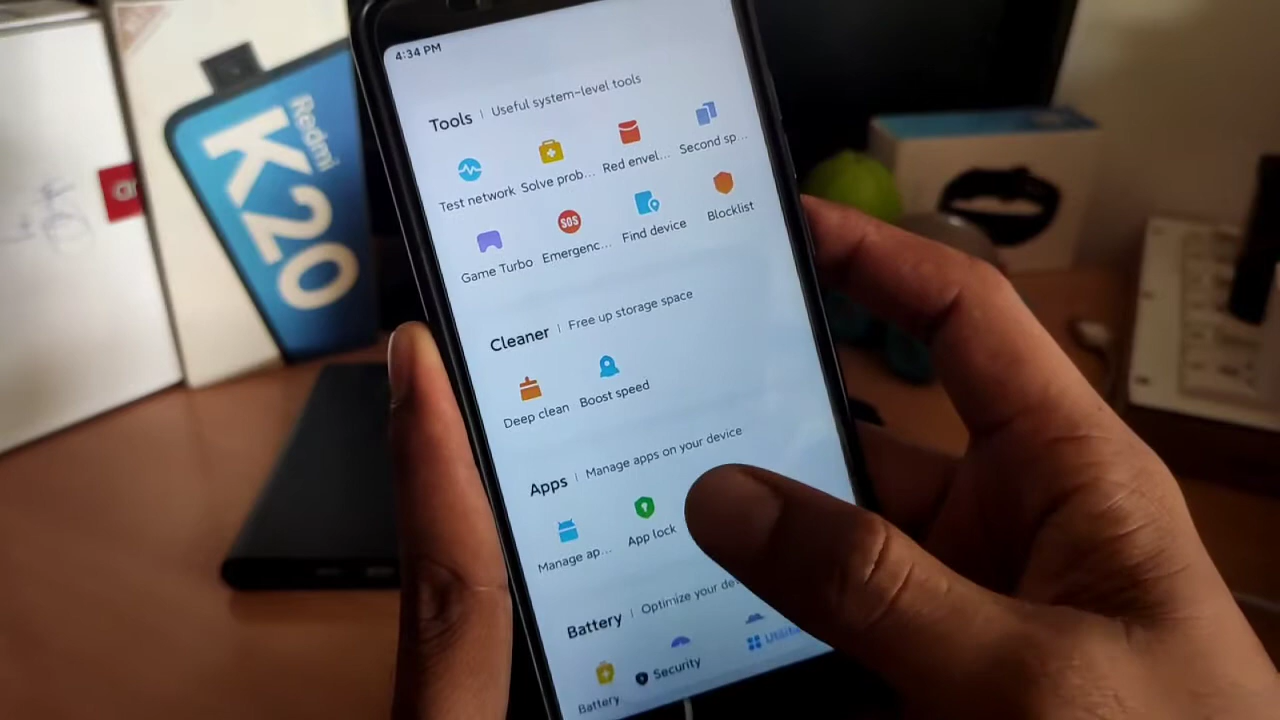 4:34 PM
Tools | Useful system-level tools
Test network
Solve prob...
Red envel...
Second sp...
Game Turbo
SOS
Emergenc...
Find device
Blocklist
Cleaner | Free up storage space
Deep clean
Boost speed
Apps | Manage apps on your device
Manage ap...
App lock
Battery | Optimize your de
Battery
Security
Redmi
K20